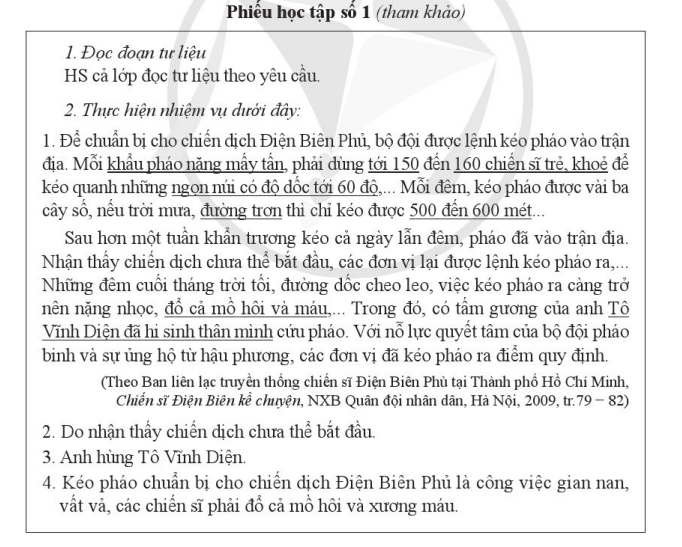 Phiếu học tập số 1 (tham khảo)
1. Đọc đoạn tư liệu
HS cả lớp đọc tư liệu theo yêu cầu.
2. Thực hiện nhiệm vụ dưới đây:
1. Để chuẩn bị cho chiến dịch Điện Biên Phủ, bộ đội được lệnh kéo pháo vào trận
địa. Mỗi khẩu pháo nặng mấy tấn, phải dùng tới 150 đến 160 chiến sĩ trẻ, khoẻ để
kéo quanh những ngọn núi có độ dốc tới 60 độ,... Mỗi đêm, kéo pháo được vài ba
cây số, nếu trời mưa, đường trơn thì chỉ kéo được 500 đến 600 mét...
Sau hơn một tuần khẩn trương kéo cả ngày lẫn đêm, pháo đã vào trận địa.
Nhận thấy chiến dịch chưa thể bắt đầu, các đơn vị lại được lệnh kéo pháo ra,...
Những đêm cuối tháng trời tối, đường dốc cheo leo, việc kéo pháo ra càng trở
nên nặng nhọc, đổ cả mồ hôi và máu,... Trong đó, có tấm gương của anh Tô
Vĩnh Diện đã hi sinh thân mình cứu pháo. Với nỗ lực quyết tâm của bộ đội pháo
binh và sự ủng hộ từ hậu phương, các đơn vị đã kéo pháo ra điểm quy định.
(Theo Ban liên lạc truyền thống chiến sĩ Điện Biên Phủ tại Thành phố Hồ Chí Minh,
Chiến sĩ Điện Biên kể chuyện, NXB Quân đội nhân dân, Hà Nội, 2009, tr.79 – 82)
2. Do nhận thấy chiến dịch chưa thể bắt đầu.
3. Anh hùng Tô Vĩnh Diện.
4. Kéo pháo chuẩn bị cho chiến dịch Điện Biên Phủ là công việc gian nan,
vất vả, các chiến sĩ phải đổ cả mồ hôi và xương máu.